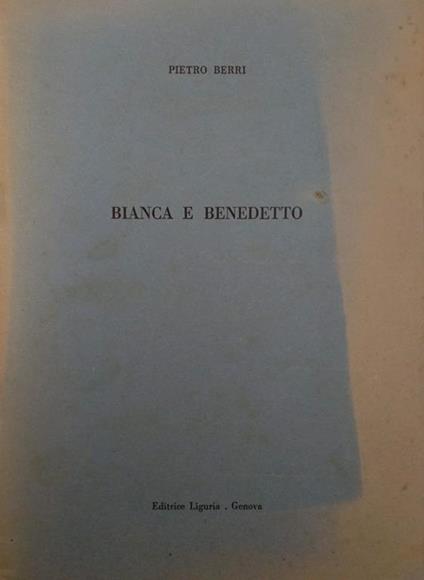 PIETRO BERRI
BIANCA E BENEDETTO
Editrice Liguria . Genova